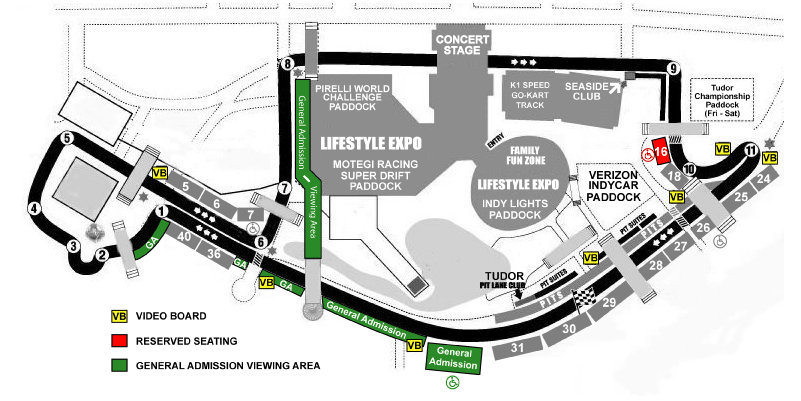 CONCERT
STAGE
8
9
PIRELLI WORLD
CHALLENGE
PADDOCK
K1 SPEED
GO-KART
TRACK
SEASIDE
CLUB
Tudor
Championship
Paddock
(Fri - Sat)
General Admission – Viewing Area
LIFESTYLE EXPO
MOTEGI RACING
SUPER DRIFT
PADDOCK
ENTRY
FAMILY
FUN ZONE
LIFESTYLE EXPO
INDY LIGHTS
PADDOCK
VERIZON
INDYCAR
PADDOCK
16
VB
11
VB
10
18
24
25
VB
26
27
28
29
30
31
5
VB
5
6
7
7
4
3
2
1
GA
40
36
6
GA
VB
GA
General Admission
VB
General
Admission
TUDOR
PIT LANE CLUB
PIT SUITES
PITS
VB
PIT SUITES
PITS
VB VIDEO BOARD
RESERVED SEATING
GENERAL ADMISSION VIEWING AREA